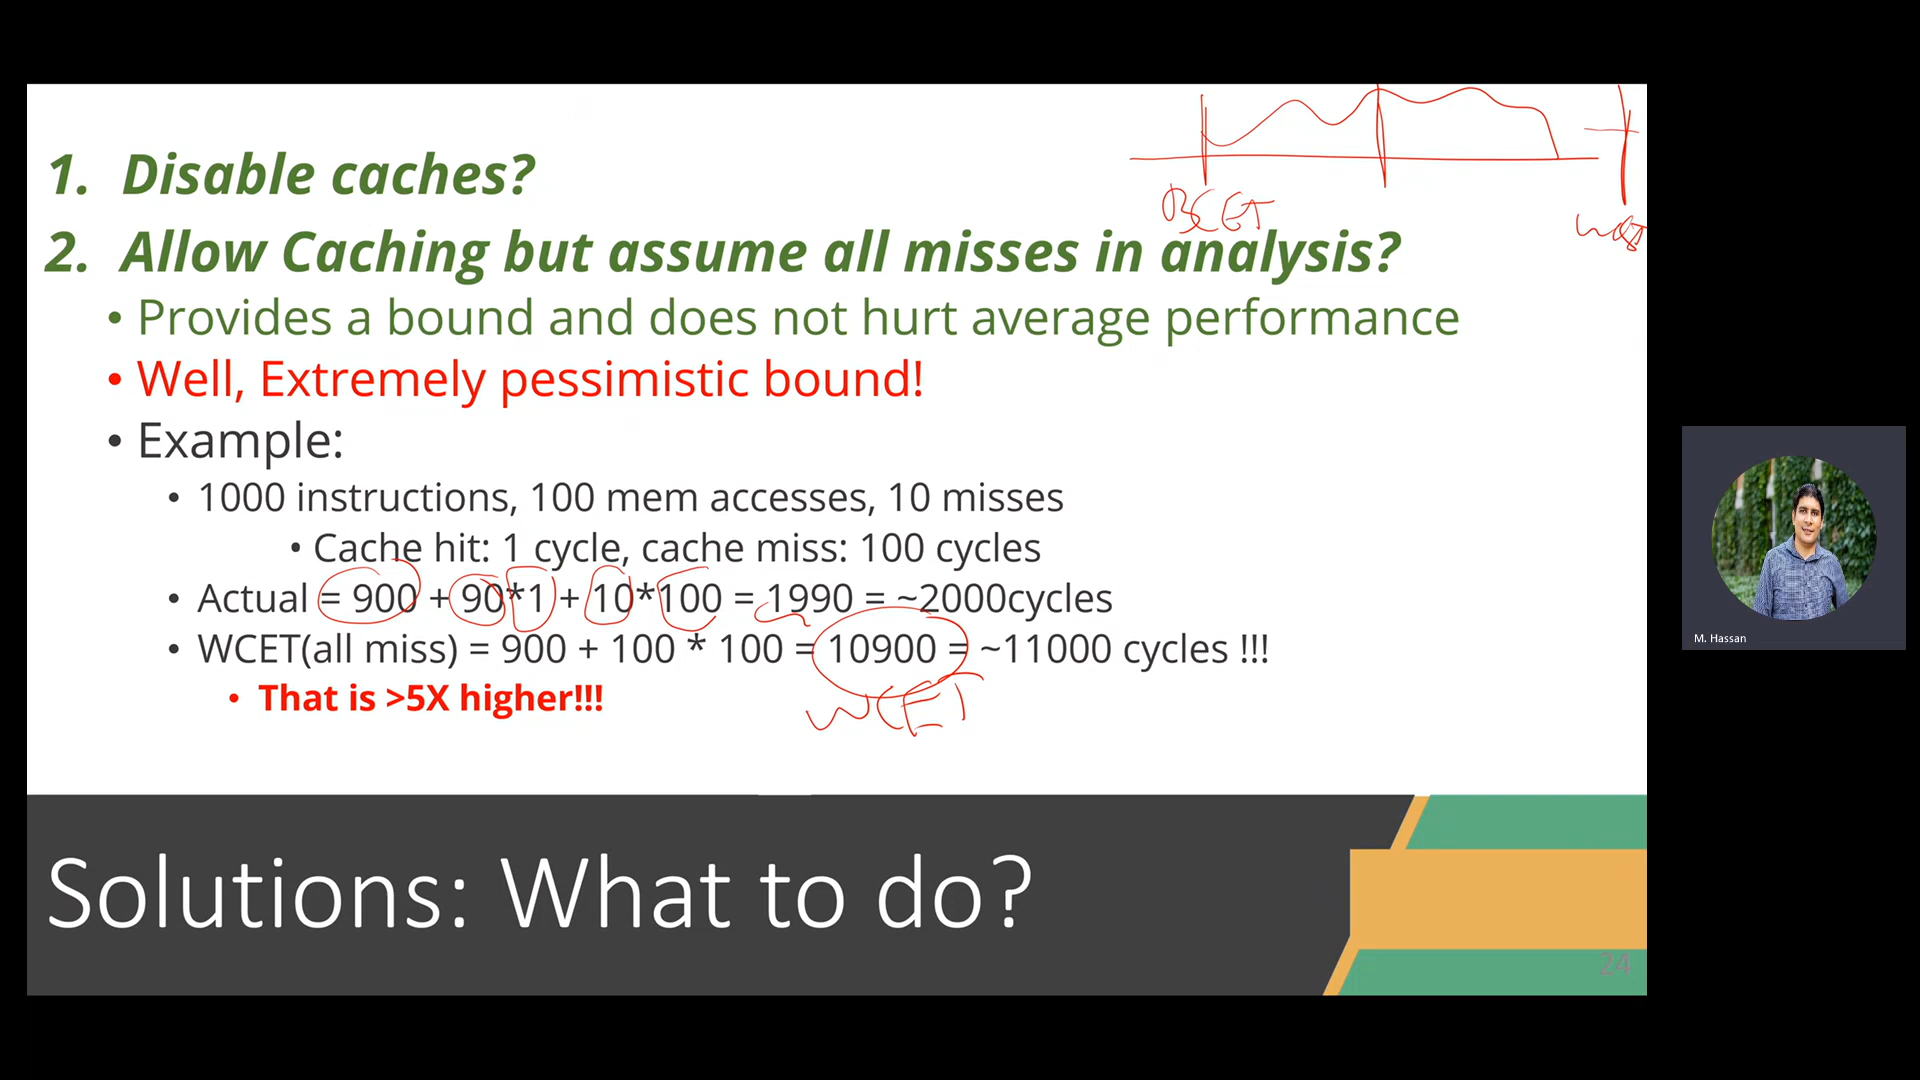 1. Disable caches?
BCET
WCET
2. Allow Caching but assume all misses in analysis?
• Provides a bound and does not hurt average performance
• Well, Extremely pessimistic bound!
• Example:
• 1000 instructions, 100 mem accesses, 10 misses
• Cache hit: 1 cycle, cache miss: 100 cycles
• Actual = 900 + 90*1 + 10*100 = 1990 = ~2000cycles
• WCET(all miss) = 900 + 100 * 100 = 10900 = ~11000 cycles !!!
• That is >5X higher!!!
WCET
Solutions: What to do?
24
M. Hassan